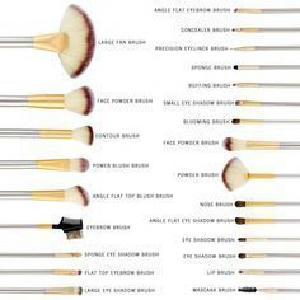 LARGE FAN BRUSH
FACE POWDER BRUSH
CONTOUR BRUSH
POWER BLUSH BRUSH
ANGLE FLAT TOP BLUSH BRUSH
EYEBROW BRUSH
SPONGE EYE SHADOW BRUSH
FLAT TOP EYEBROW BRUSH
LARGE EYE SHADOW BRUSH
ANGLE FLAT EYEBROW BRUSH
CONCEALER BRUSH
PRECISION EYELINER BRUSH
SPONGE BRUSH
BUFFING BRUSH
SMALL EYE SHADOW BRUSH
BLOOMING BRUSH
FACE POWDER BRUSH
POWDER BRUSH
NOSE BRUSH
ANGLE FLAT EYE SHADOW BRUSH
EYE SHADOW BRUSH
EYE SHADOW BRUSH
LIP BRUSH
MASCARA BRUSH